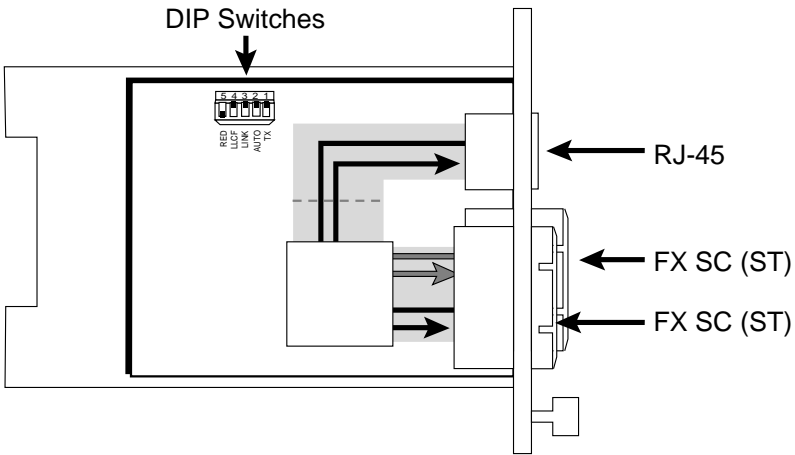 DIP Switches
5 4 3 2 1
RED
LLCF
LINK
AUTO
TX
RJ-45
FX SC (ST)
FX SC (ST)